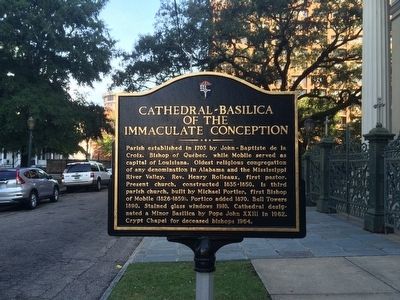 CATHEDRAL-BASILICA
OF THE
IMMACULATE CONCEPTION
Parish established in 1703 by John-Baptiste de la
Croix, Bishop of Québec, while Mobile served as
capital of Louisiana. Oldest religious congregation
of any denomination in Alabama and the Mississippi
River Valley. Rev. Henry Rolleaux, first pastor.
Present church, constructed 1835-1850, is third
parish church, built by Michael Portier, first Bishop
of Mobile (1826-1859). Portico added 1870. Bell Towers
1890. Stained glass windows 1910. Cathedral desig-
nated a Minor Basilica by Pope John XXIII in 1962.
Crypt Chapel for deceased bishops 1964.